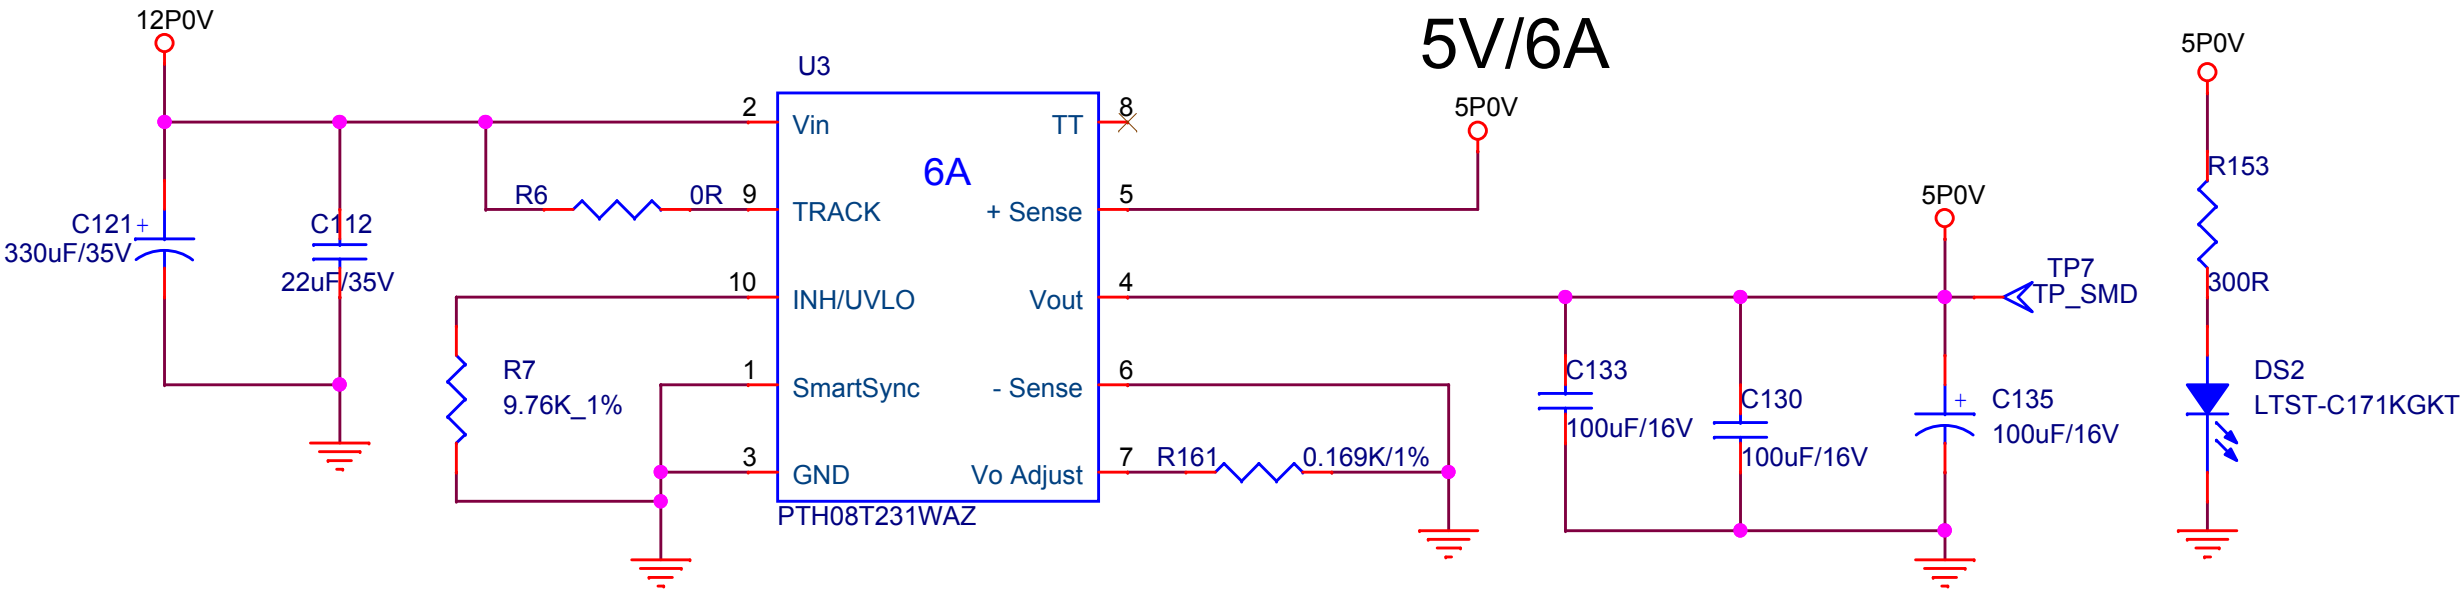 12P0V
5V/6A
5P0V
U3
2
Vin
TT
8
5P0V
6A
R153
R6
0R
9
TRACK
+ Sense
5
5P0V
C121
+
330uF/35V
C112
22uF/35V
10
INH/UVLO
Vout
4
TP7
TP_SMD
300R
R7
9.76K_1%
1
SmartSync
- Sense
6
C133
100uF/16V
C130
100uF/16V
+
C135
100uF/16V
DS2
LTST-C171KGKT
3
GND
Vo Adjust
7
R161
0.169K/1%
PTH08T231WAZ